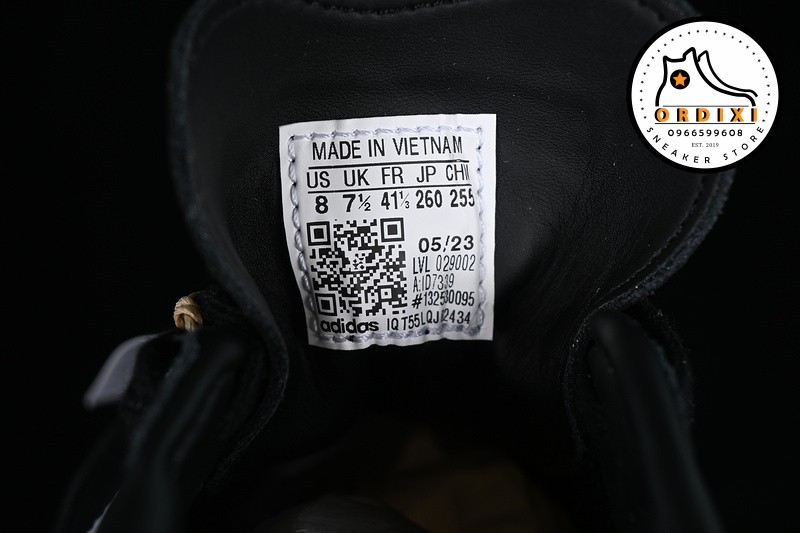 MADE IN VIETNAM
US UK FR JP CHN
8 7½ 41⅓ 260 255
05/23
LVL 029002
adidas
ORDIXI
0966599608
EST. 2019
SNEAKER STORE